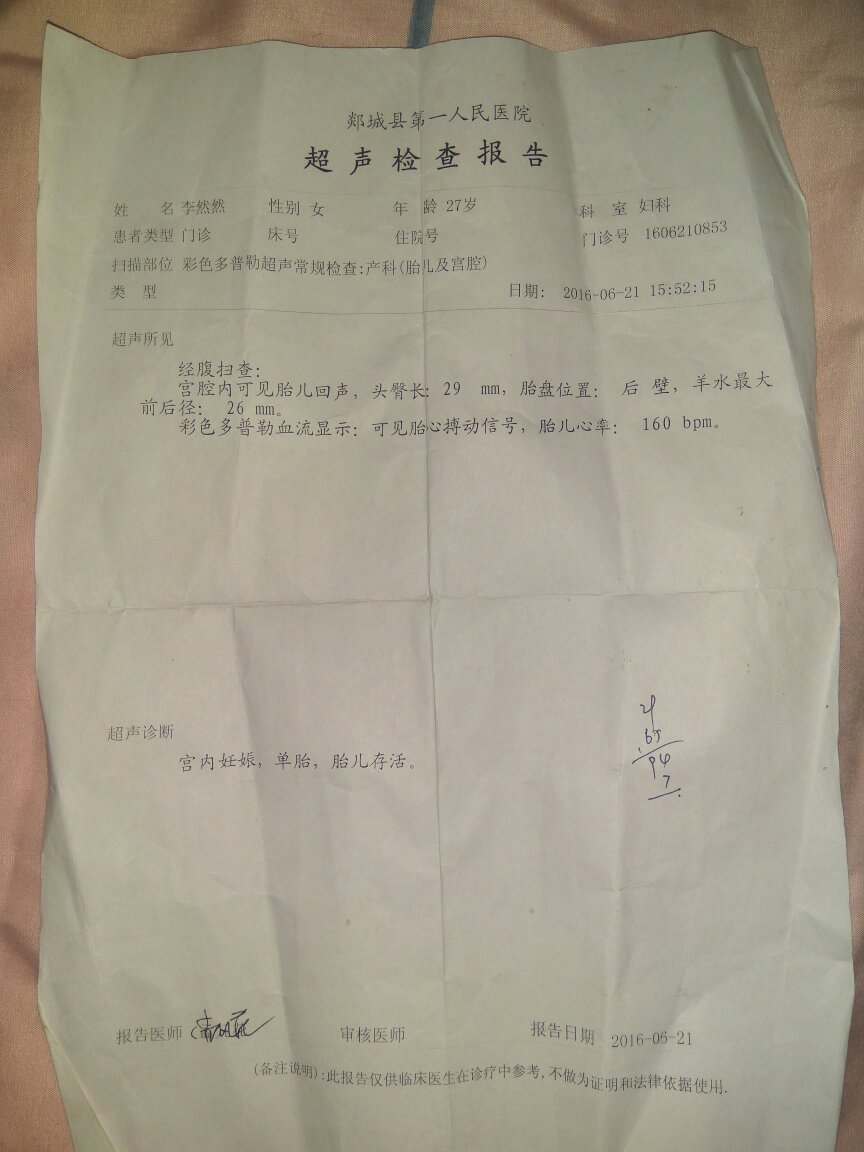 郯城县第一人民医院
超声检查报告
姓 名 李然然 性别 女 年 龄 27岁 科 室 妇科
患者类型 门诊 床号 住院号 门诊号 1606210853
扫描部位 彩色多普勒超声常规检查:产科(胎儿及宫腔)
类 型 日期: 2016-06-21 15:52:15
超声所见
经腹扫查:
宫腔内可见胎儿回声, 头臀长: 29 mm, 胎盘位置: 后 壁, 羊水最大
前后径: 26 mm。
彩色多普勒血流显示: 可见胎心搏动信号, 胎儿心率: 160 bpm。
65
94
7
超声诊断
宫内妊娠, 单胎, 胎儿存活。
报告医师 审核医师 报告日期 2016-06-21
(备注说明):此报告仅供临床医生在诊疗中参考, 不做为证明和法律依据使用.